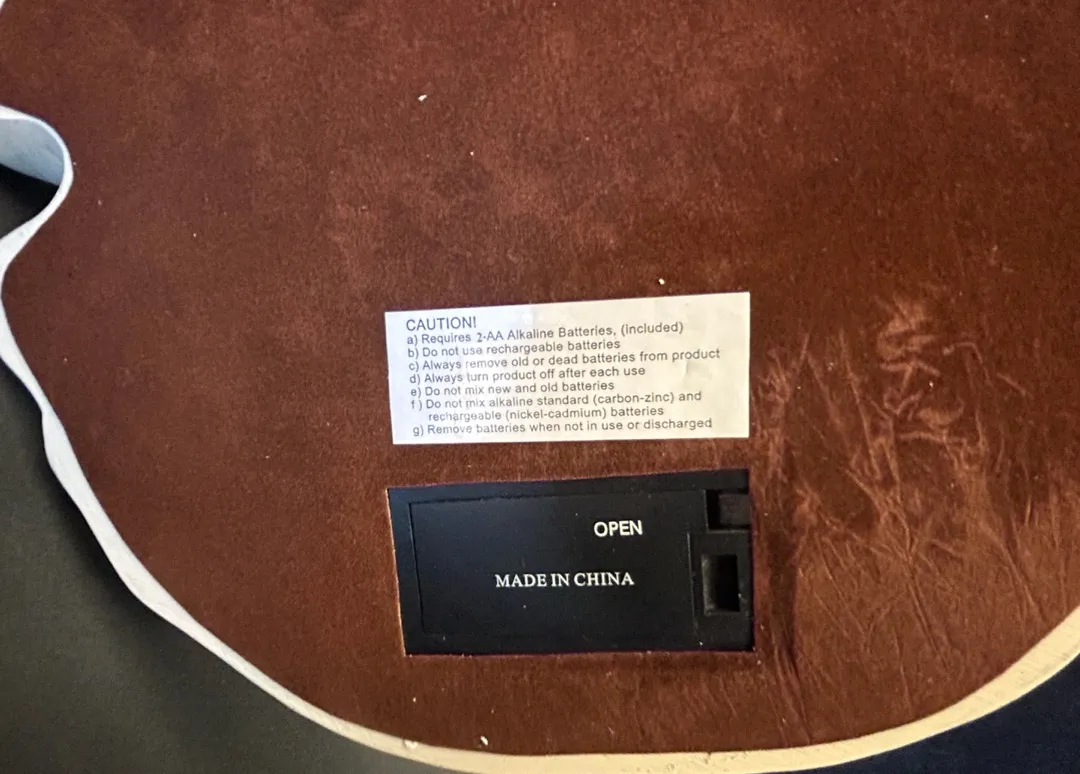 CAUTION!
a) Requires 2-AA Alkaline Batteries, (included)
b) Do not use rechargeable batteries
c) Always remove old or dead batteries from product
d) Always turn product off after each use
e) Do not mix new and old batteries
f ) Do not mix alkaline standard (carbon-zinc) and
rechargeable (nickel-cadmium) batteries
g) Remove batteries when not in use or discharged
OPEN
MADE IN CHINA